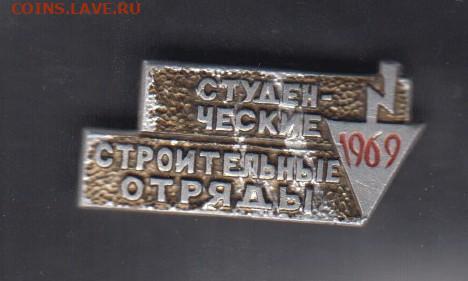 COINS.LAVE.RU
СТУДЕН-
ЧЕСКИЕ
1969
СТРОИТЕЛЬНЫЕ
ОТРЯДЫ